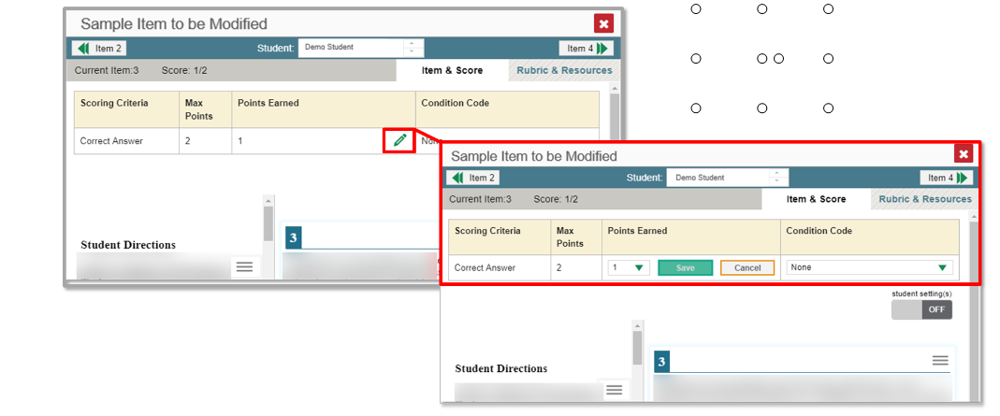 Sample Item to be Modified
Item 2
Student:
Demo Student
Item 4
Current Item:3
Score: 1/2
Item & Score
Rubric & Resources
Scoring Criteria
Max Points
Points Earned
Condition Code
Correct Answer
2
1
Student Directions
3
Sample Item to be Modified
Item 2
Student:
Demo Student
Item 4
Current Item:3
Score: 1/2
Item & Score
Rubric & Resources
Scoring Criteria
Max Points
Points Earned
Condition Code
Correct Answer
2
1
Save
Cancel
None
student setting(s)
OFF
Student Directions
3